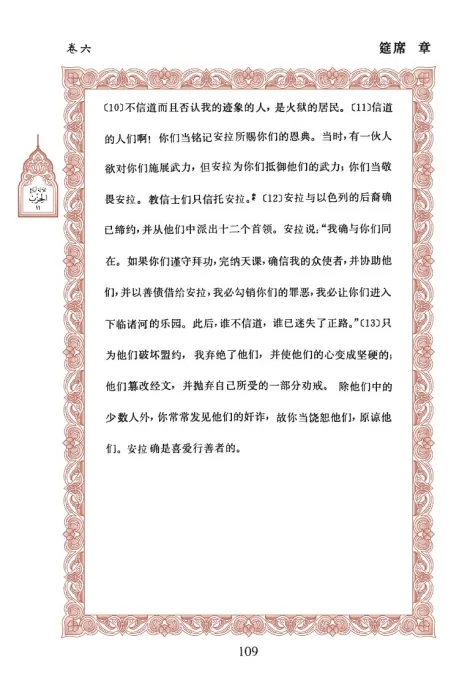 卷六
筵席 章
(10)不信道而且否认我的迹象的人，是火狱的居民。(11)信道
的人们啊！你们当铭记安拉所赐你们的恩典。当时，有一伙人
欲对你们施展武力，但安拉为你们抵御他们的武力；你们当敬
畏安拉。教信士们只信托安拉。(12)安拉与以色列的后裔确
已缔约，并从他们中派出十二个首领。安拉说：“我确与你们同
在。如果你们谨守拜功，完纳天课，确信我的众使者，并协助他
们，并以善债借给安拉，我必勾销你们的罪恶，我必让你们进入
下临诸河的乐园。此后，谁不信道，谁已迷失了正路。”(13)只
为他们破坏盟约，我弃绝了他们，并使他们的心变成坚硬的；
他们篡改经文，并抛弃自己所受的一部分劝戒。除他们中的
少数人外，你常常发见他们的奸诈，故你当饶恕他们，原谅他
们。安拉确是喜爱行善者的。
الحزب
١١
109